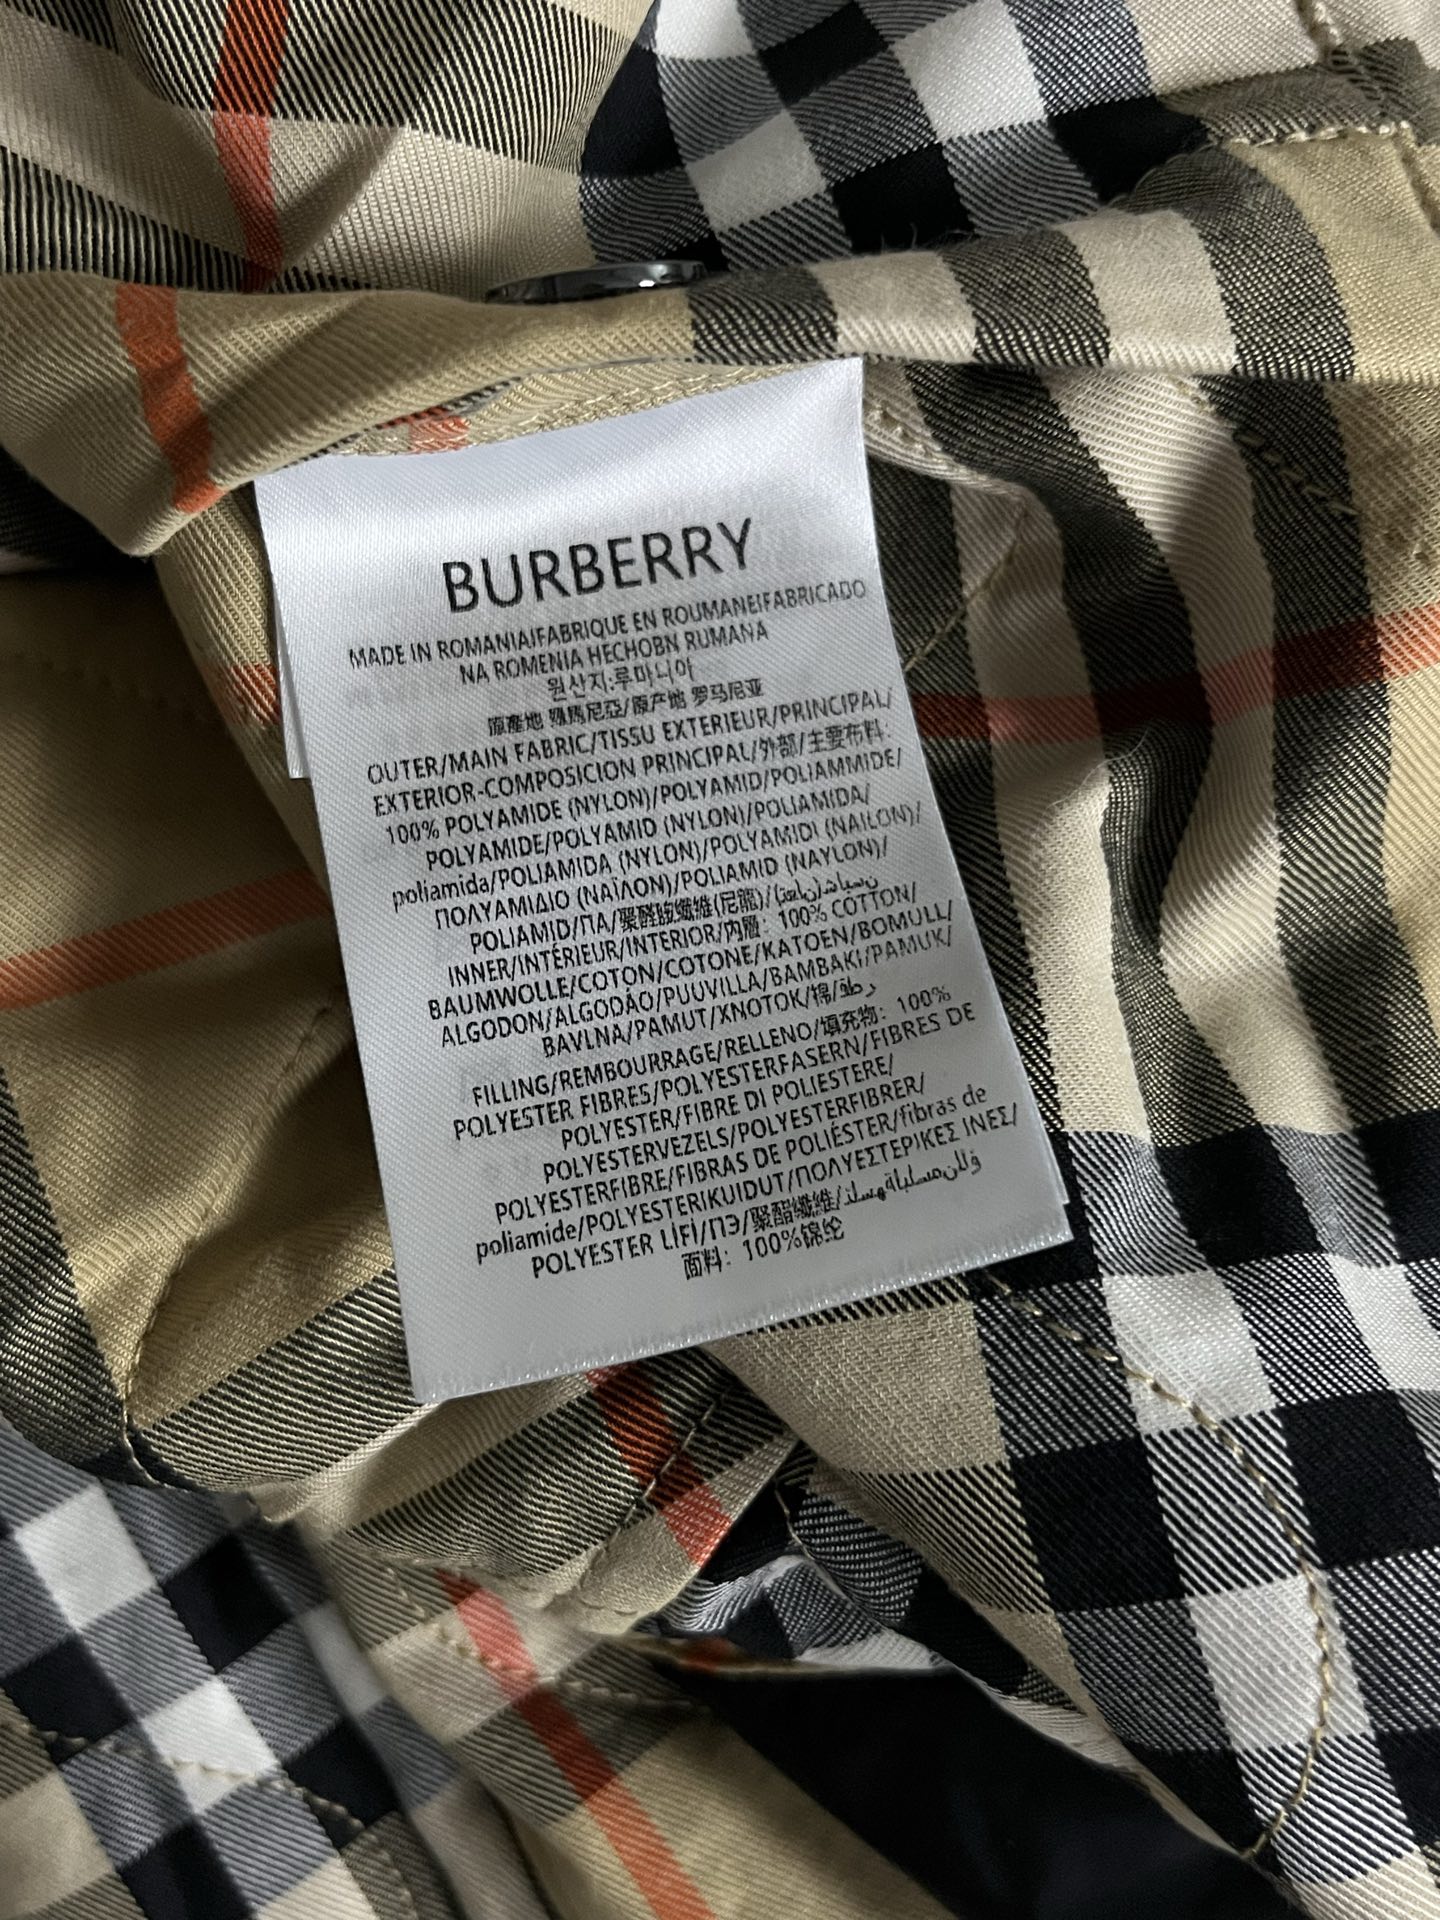 BURBERRY
MADE IN ROMANIA/FABRIQUE EN ROUMANEIFABRICADO
NA ROMENIA HECHOBN RUMANA
원산지:루마니아
原產地 羅馬尼亞/原产地 罗马尼亚
OUTER/MAIN FABRIC/TISSU EXTERIEUR/PRINCIPAL/
EXTERIOR-COMPOSICION PRINCIPAL/外部/主要布料:
100% POLYAMIDE (NYLON)/POLYAMID/POLIAMMIDE/
POLYAMIDE/POLYAMID (NYLON)/POLIAMIDA/
poliamida/POLIAMIDA (NYLON)/POLYAMIDI (NAILON)/
ΠΟΛΥΑΜΙΔΙΟ (ΝΑΪΛΟΝ)/POLIAMID (NAYLON)/
POLIAMID/ПА/聚醛胺纖維(尼龍)/
INNER/INTÉRIEUR/INTERIOR/内層: 100% COTTON/
BAUMWOLLE/COTON/COTONE/KATOEN/BOMULL/
ALGODON/ALGODÃO/PUUVILLA/BAMBAKI/PAMUK/
BAVLNA/PAMUT/XNOTOK/棉/
FILLING/REMBOURRAGE/RELLENO/填充物: 100%
POLYESTER FIBRES/POLYESTERFASERN/FIBRES DE
POLYESTER/FIBRE DI POLIESTERE/
POLYESTERVEZELS/POLYESTERFIBRER/
POLYESTERFIBRE/FIBRAS DE POLIÉSTER/fibras de
poliamide/POLYESTERIKUIDUT/ΠΟΛΥΕΣΤΕΡΙΚΕΣ ΙΝΕΣ/
POLYESTER LİFİ/ПЭ/聚酯纖維/
面料: 100%锦纶